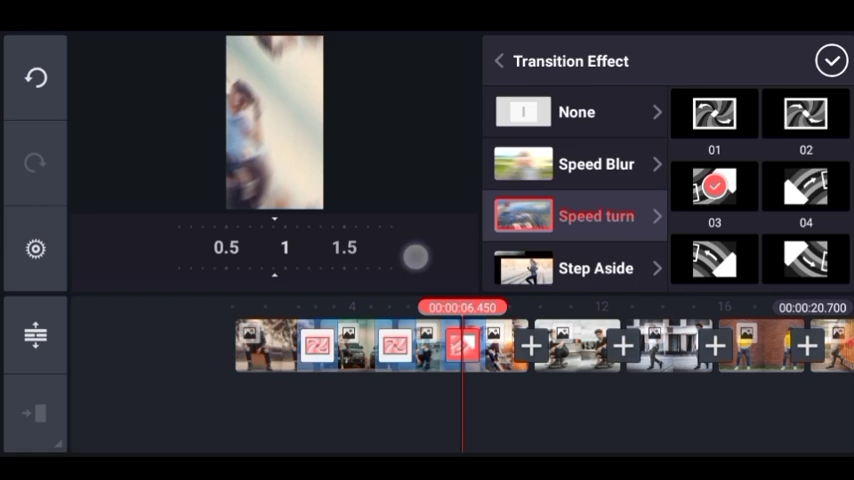 Transition Effect
None
Speed Blur
Speed turn
Step Aside
01
02
03
04
0.5
1
1.5
4
00:00:06.450
12
16
00:00:20.700